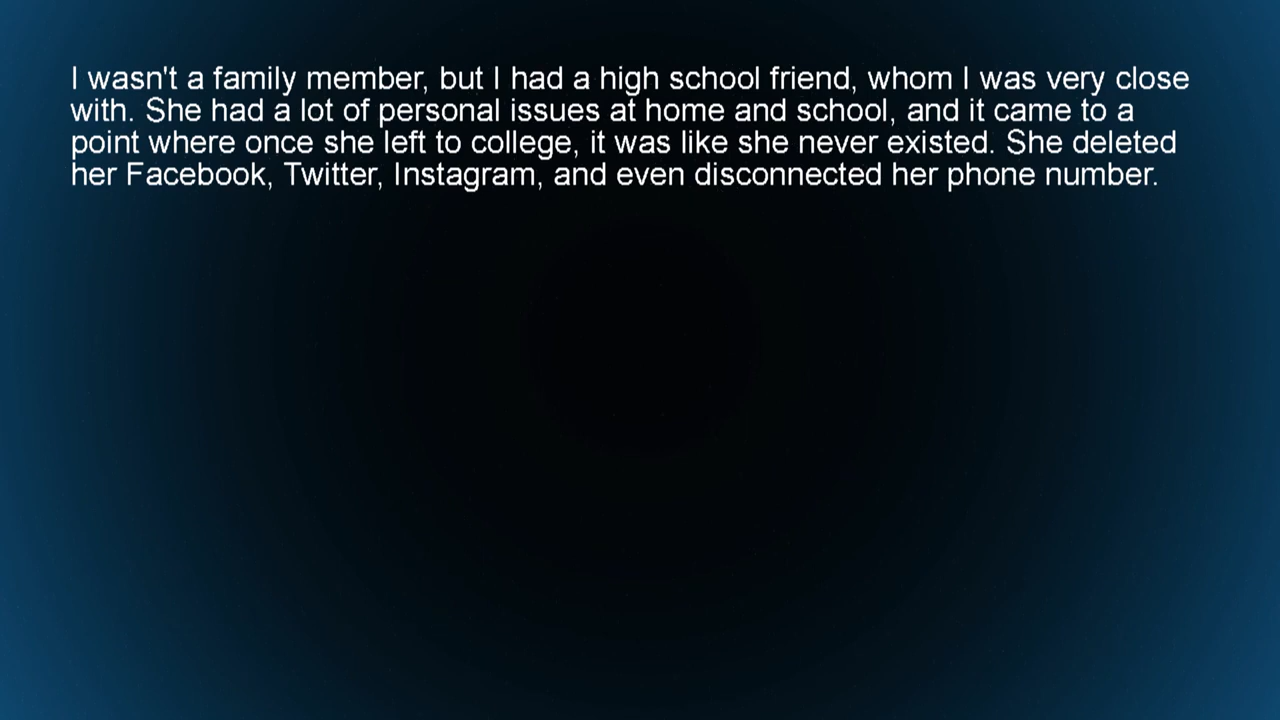 I wasn't a family member, but I had a high school friend, whom I was very close
with. She had a lot of personal issues at home and school, and it came to a
point where once she left to college, it was like she never existed. She deleted
her Facebook, Twitter, Instagram, and even disconnected her phone number.